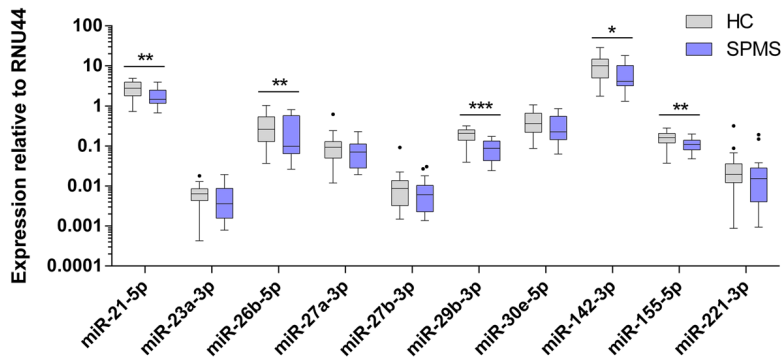 Expression relative to RNU44
100
10
1
0.1
0.01
0.001
0.0001
HC
SPMS
**
**
***
*
**
miR-21-5p
miR-23a-3p
miR-26b-5p
miR-27a-3p
miR-27b-3p
miR-29b-3p
miR-30e-5p
miR-142-3p
miR-155-5p
miR-221-3p